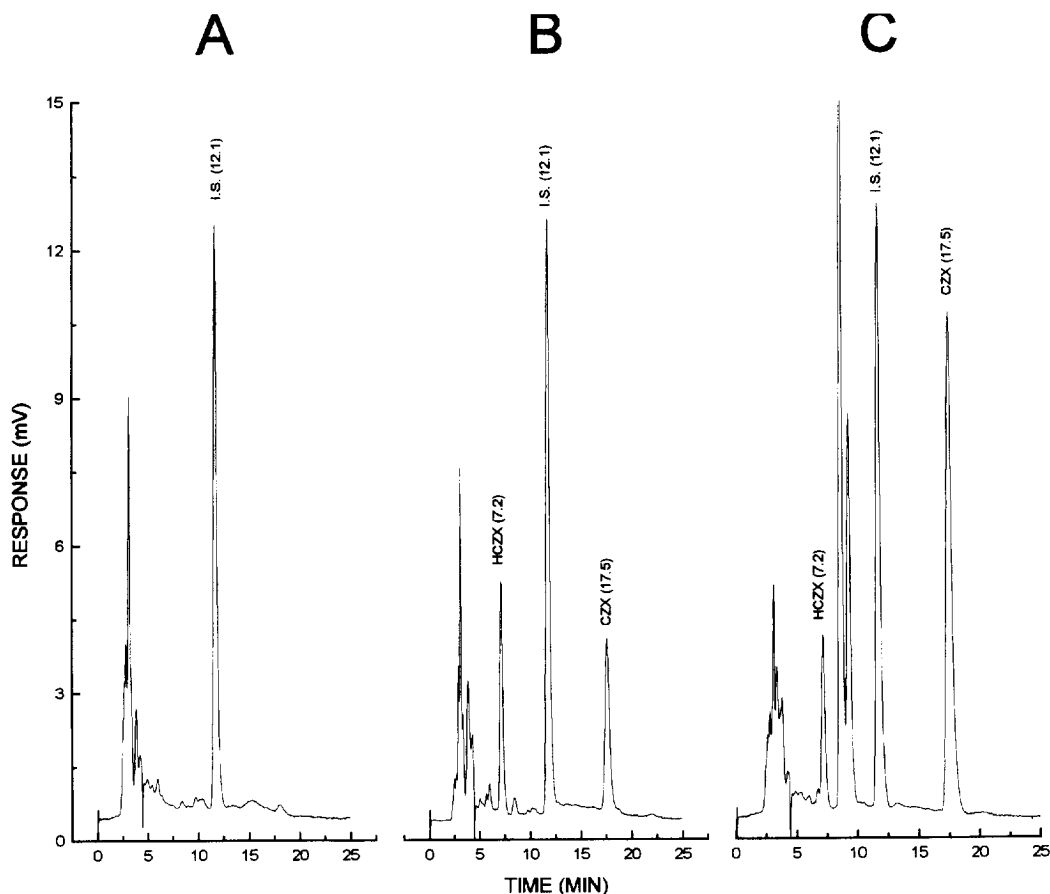 A B C
15
12
9
6
3
0
RESPONSE (mV)
I.S. (12.1)
HCZX (7.2)
I.S. (12.1)
CZX (17.5)
HCZX (7.2)
I.S. (12.1)
CZX (17.5)
0 5 10 15 20 25 0 5 10 15 20 25 0 5 10 15 20 25
TIME (MIN)